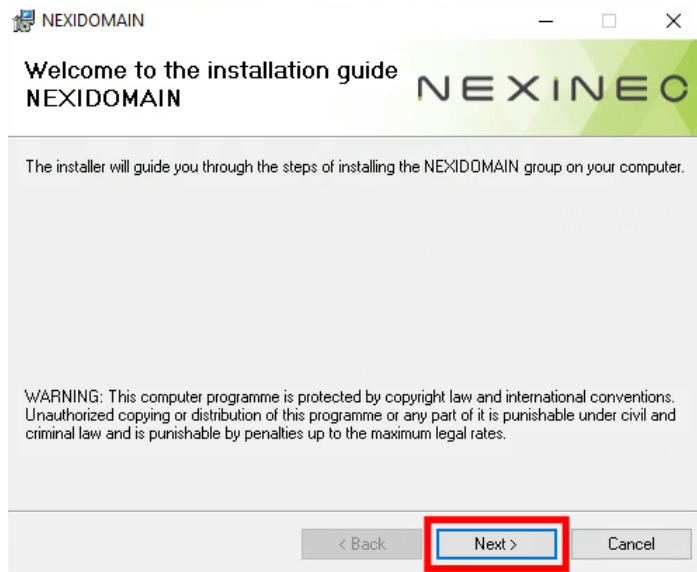 NEXIDOMAIN
Welcome to the installation guide
NEXIDOMAIN
NEXINEC
The installer will guide you through the steps of installing the NEXIDOMAIN group on your computer.
WARNING: This computer programme is protected by copyright law and international conventions.
Unauthorized copying or distribution of this programme or any part of it is punishable under civil and
criminal law and is punishable by penalties up to the maximum legal rates.
< Back
Next >
Cancel